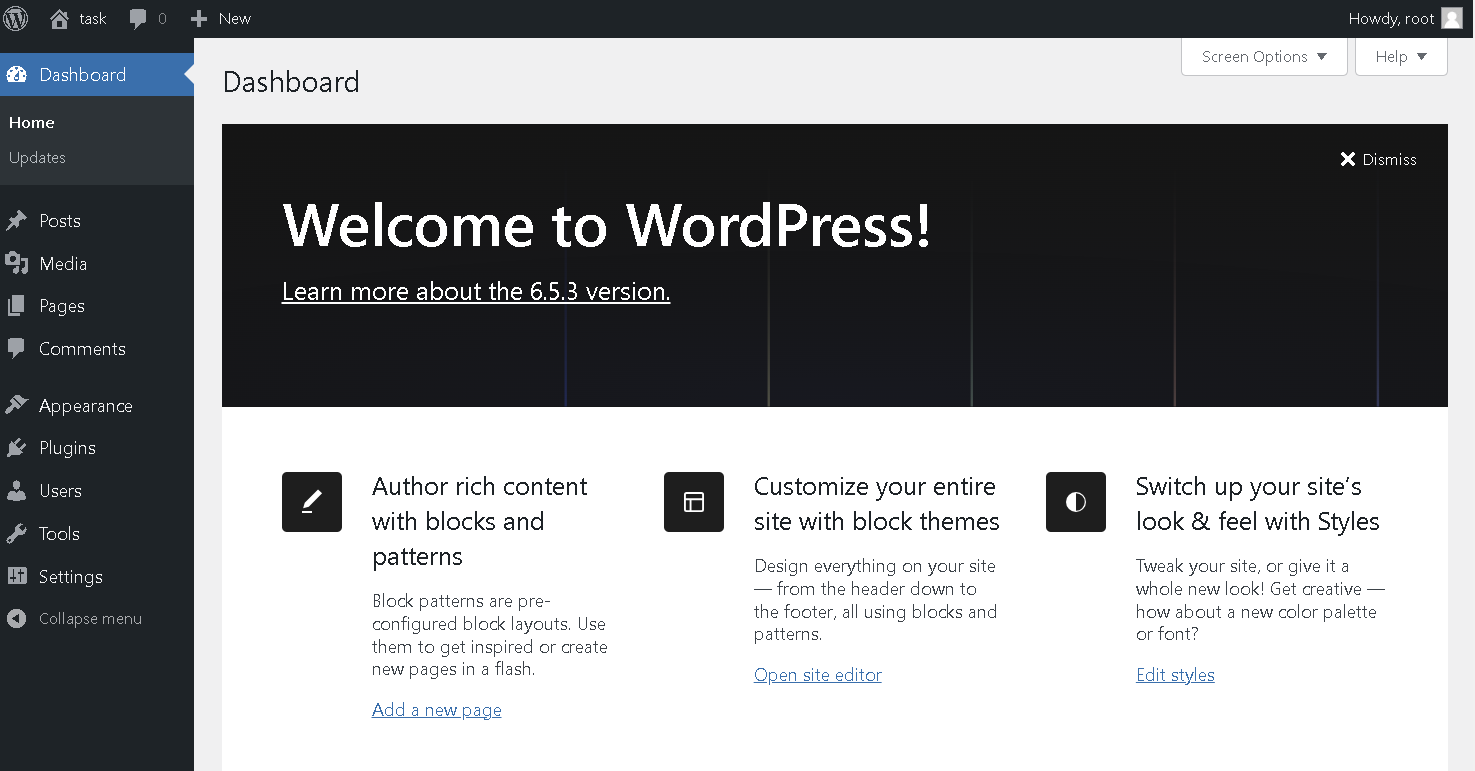 task
0
New
Howdy, root
Dashboard
Home
Updates
Posts
Media
Pages
Comments
Appearance
Plugins
Users
Tools
Settings
Collapse menu
Screen Options
Help
Dashboard
Dismiss
Welcome to WordPress!
Learn more about the 6.5.3 version.
Author rich content
with blocks and
patterns
Block patterns are pre-
configured block layouts. Use
them to get inspired or create
new pages in a flash.
Add a new page
Customize your entire
site with block themes
Design everything on your site
— from the header down to
the footer, all using blocks and
patterns.
Open site editor
Switch up your site’s
look & feel with Styles
Tweak your site, or give it a
whole new look! Get creative —
how about a new color palette
or font?
Edit styles